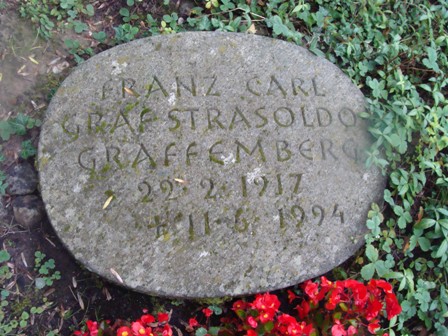 FRANZ CARL
GRAF STRASOLDO
GRAFFEMBERG
* 22·2·1917
+ 11·6·1994